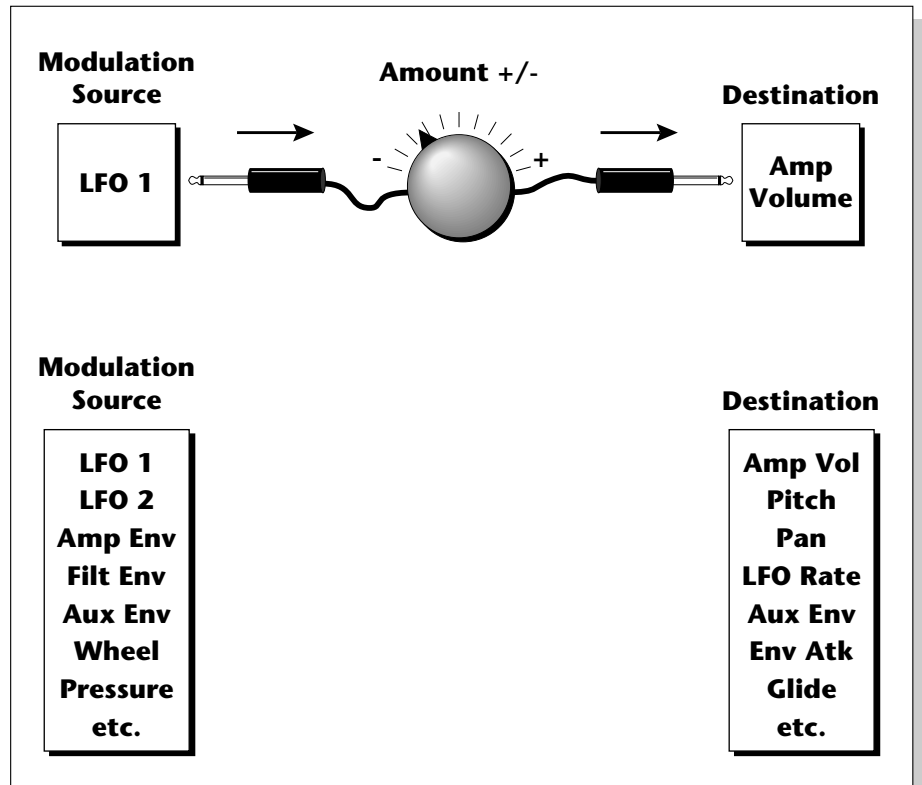 Modulation
Source
Amount +/-
Destination
LFO 1
-
+
Amp
Volume
Modulation
Source
Destination
LFO 1
LFO 2
Amp Env
Filt Env
Aux Env
Wheel
Pressure
etc.
Amp Vol
Pitch
Pan
LFO Rate
Aux Env
Env Atk
Glide
etc.